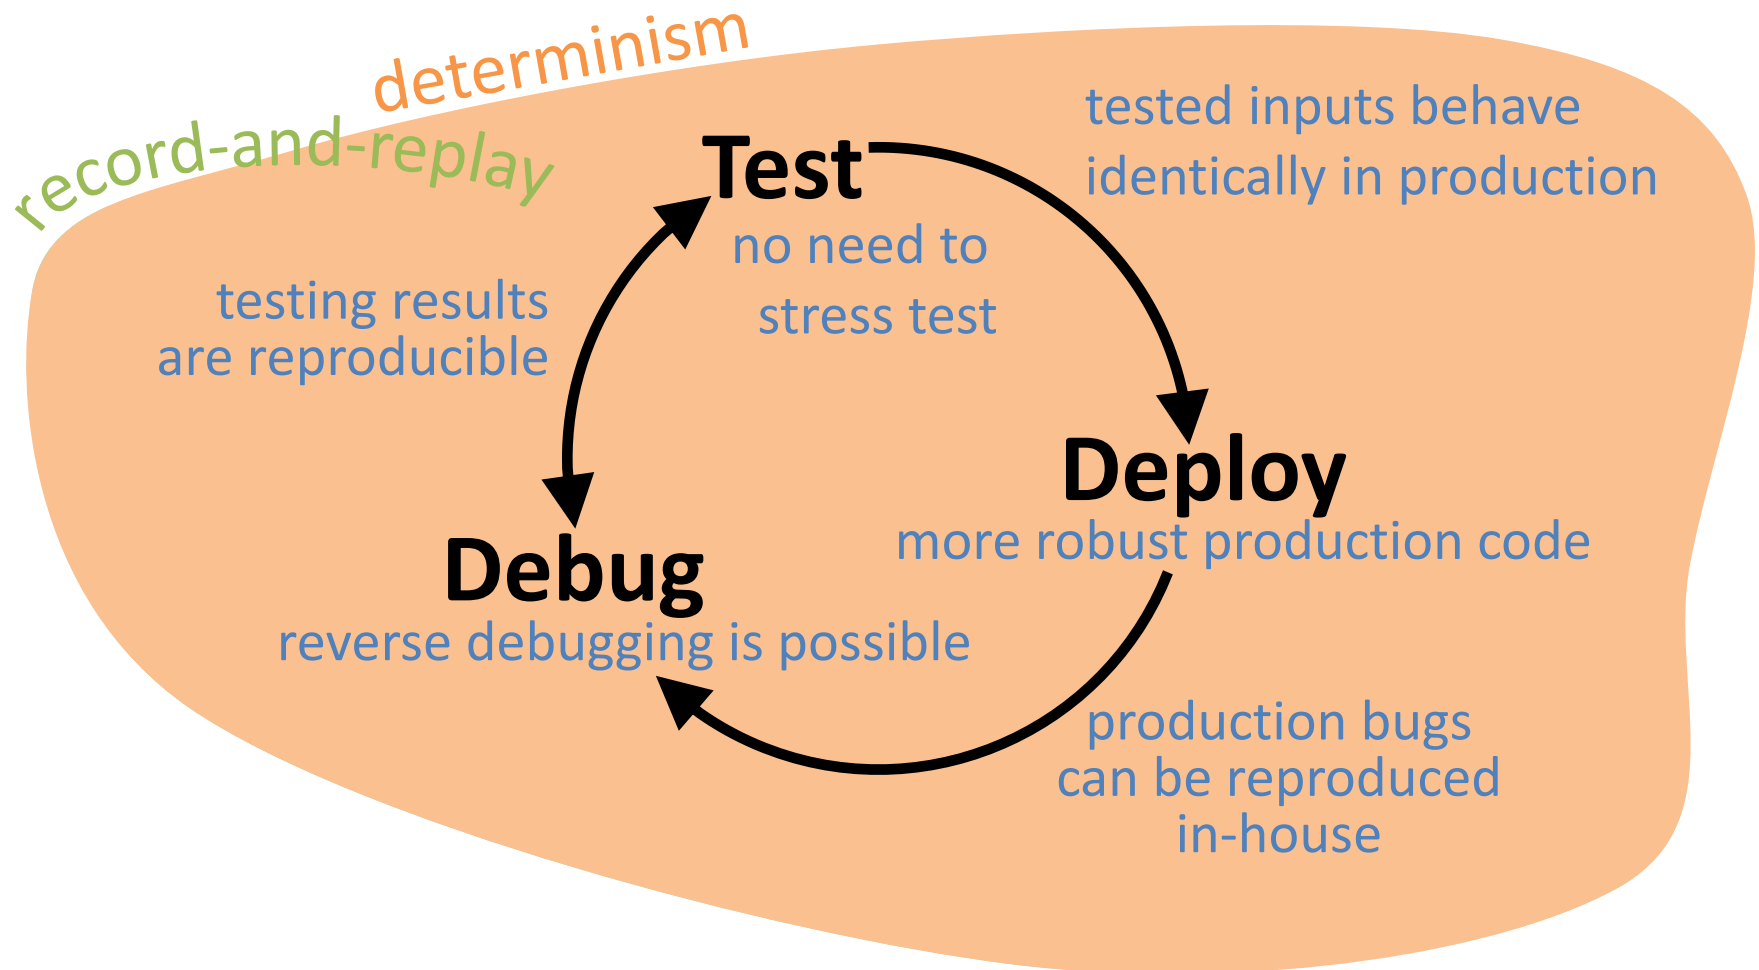 determinism
record-and-replay
Test
no need to
stress test
tested inputs behave
identically in production
testing results
are reproducible
Deploy
more robust production code
Debug
reverse debugging is possible
production bugs
can be reproduced
in-house